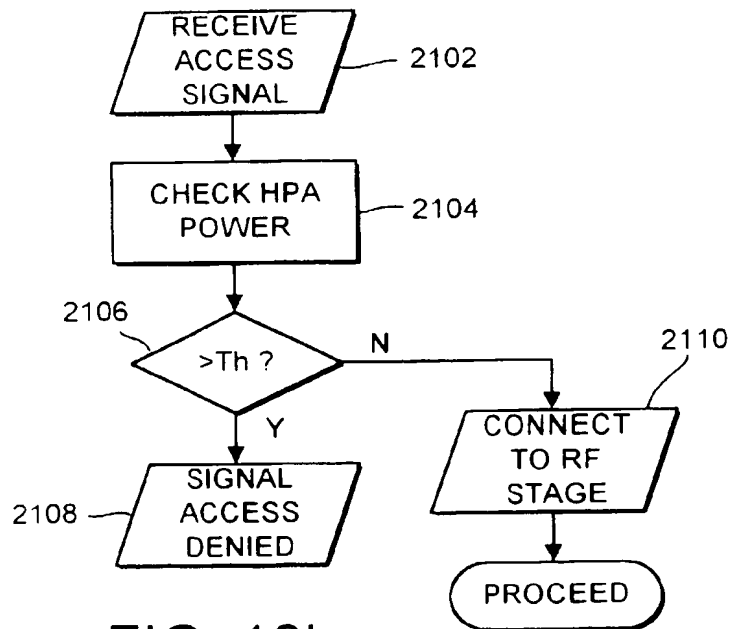 RECEIVE
ACCESS
SIGNAL
2102
CHECK HPA
POWER
2104
2106
>Th ?
N
Y
2110
CONNECT
TO RF
STAGE
2108
SIGNAL
ACCESS
DENIED
PROCEED